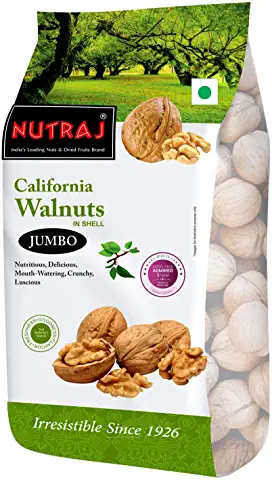 NUTRAJ®
India's Leading Nuts & Dried Fruits Brand
California
Walnuts
IN SHELL
JUMBO
Nutritious, Delicious,
Mouth-Watering, Crunchy,
Luscious
ADMIRED
Irresistible Since 1926